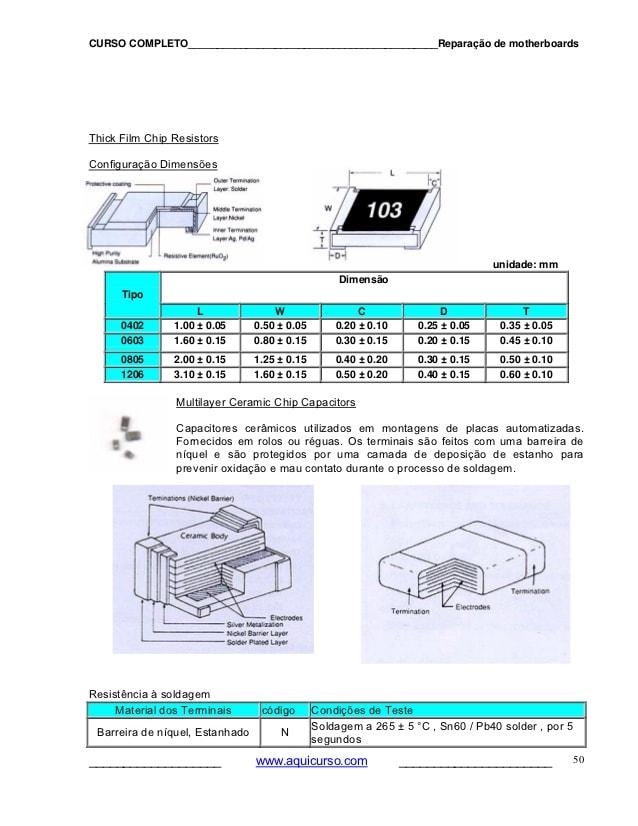 CURSO COMPLETO__________________________________________Reparação de motherboards
Thick Film Chip Resistors
Configuração Dimensões
Protective coating
Outer Termination
Layer: Solder
Middle Termination
Layer Nickel
Inner Termination
Layer Ag, Pd/Ag
High Purity
Alumina Substrate
Resistive Element(RuO2)
L
C
W
103
T
D
unidade: mm
Tipo Dimensão
L W C D T
0402 1.00 ± 0.05 0.50 ± 0.05 0.20 ± 0.10 0.25 ± 0.05 0.35 ± 0.05
0603 1.60 ± 0.15 0.80 ± 0.15 0.30 ± 0.15 0.20 ± 0.15 0.45 ± 0.10
0805 2.00 ± 0.15 1.25 ± 0.15 0.40 ± 0.20 0.30 ± 0.15 0.50 ± 0.10
1206 3.10 ± 0.15 1.60 ± 0.15 0.50 ± 0.20 0.40 ± 0.15 0.60 ± 0.10
Multilayer Ceramic Chip Capacitors
Capacitores cerâmicos utilizados em montagens de placas automatizadas.
Fornecidos em rolos ou réguas. Os terminais são feitos com uma barreira de
níquel e são protegidos por uma camada de deposição de estanho para
prevenir oxidação e mau contato durante o processo de soldagem.
Teminations (Nickel Barrier)
Ceramic Body
Electrodes
Silver Metalization
Nickel Barrier Layer
Solder Plated Layer
Termination
Electrodes
Termination
Resistência à soldagem
Material dos Terminais código Condições de Teste
Barreira de níquel, Estanhado N Soldagem a 265 ± 5 °C , Sn60 / Pb40 solder , por 5
segundos
___________________ www.aquicurso.com ______________________ 50